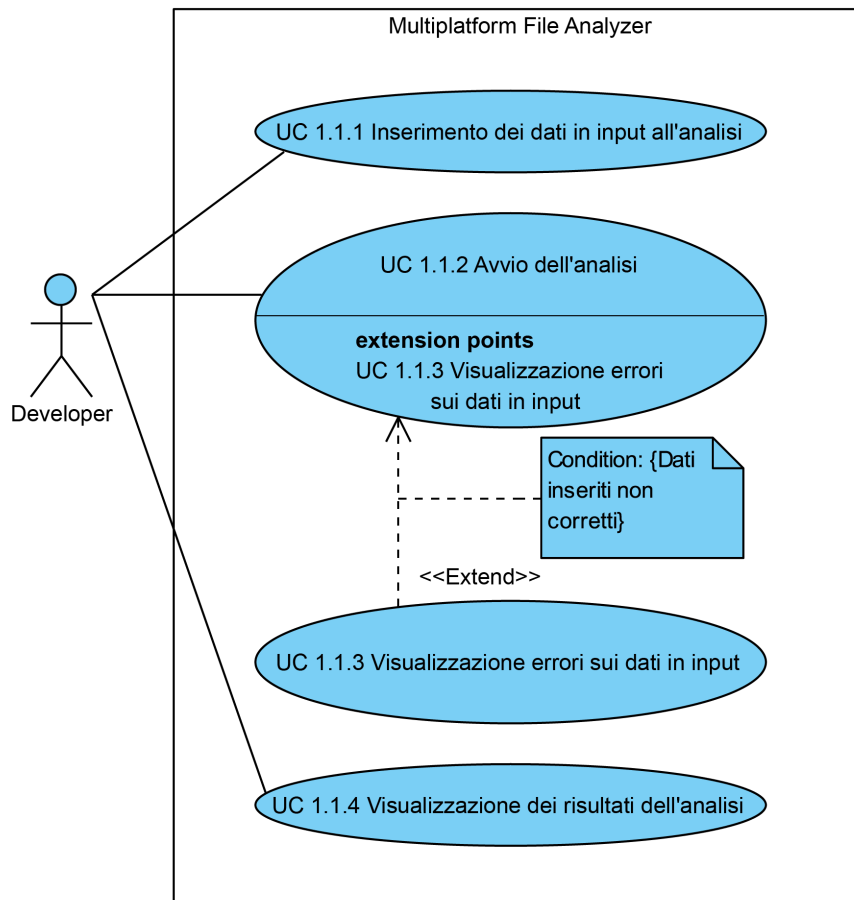 Multiplatform File Analyzer
UC 1.1.1 Inserimento dei dati in input all'analisi
UC 1.1.2 Avvio dell'analisi
extension points
UC 1.1.3 Visualizzazione errori
sui dati in input
Developer
Condition: {Dati
inseriti non
corretti}
<<Extend>>
UC 1.1.3 Visualizzazione errori sui dati in input
UC 1.1.4 Visualizzazione dei risultati dell'analisi